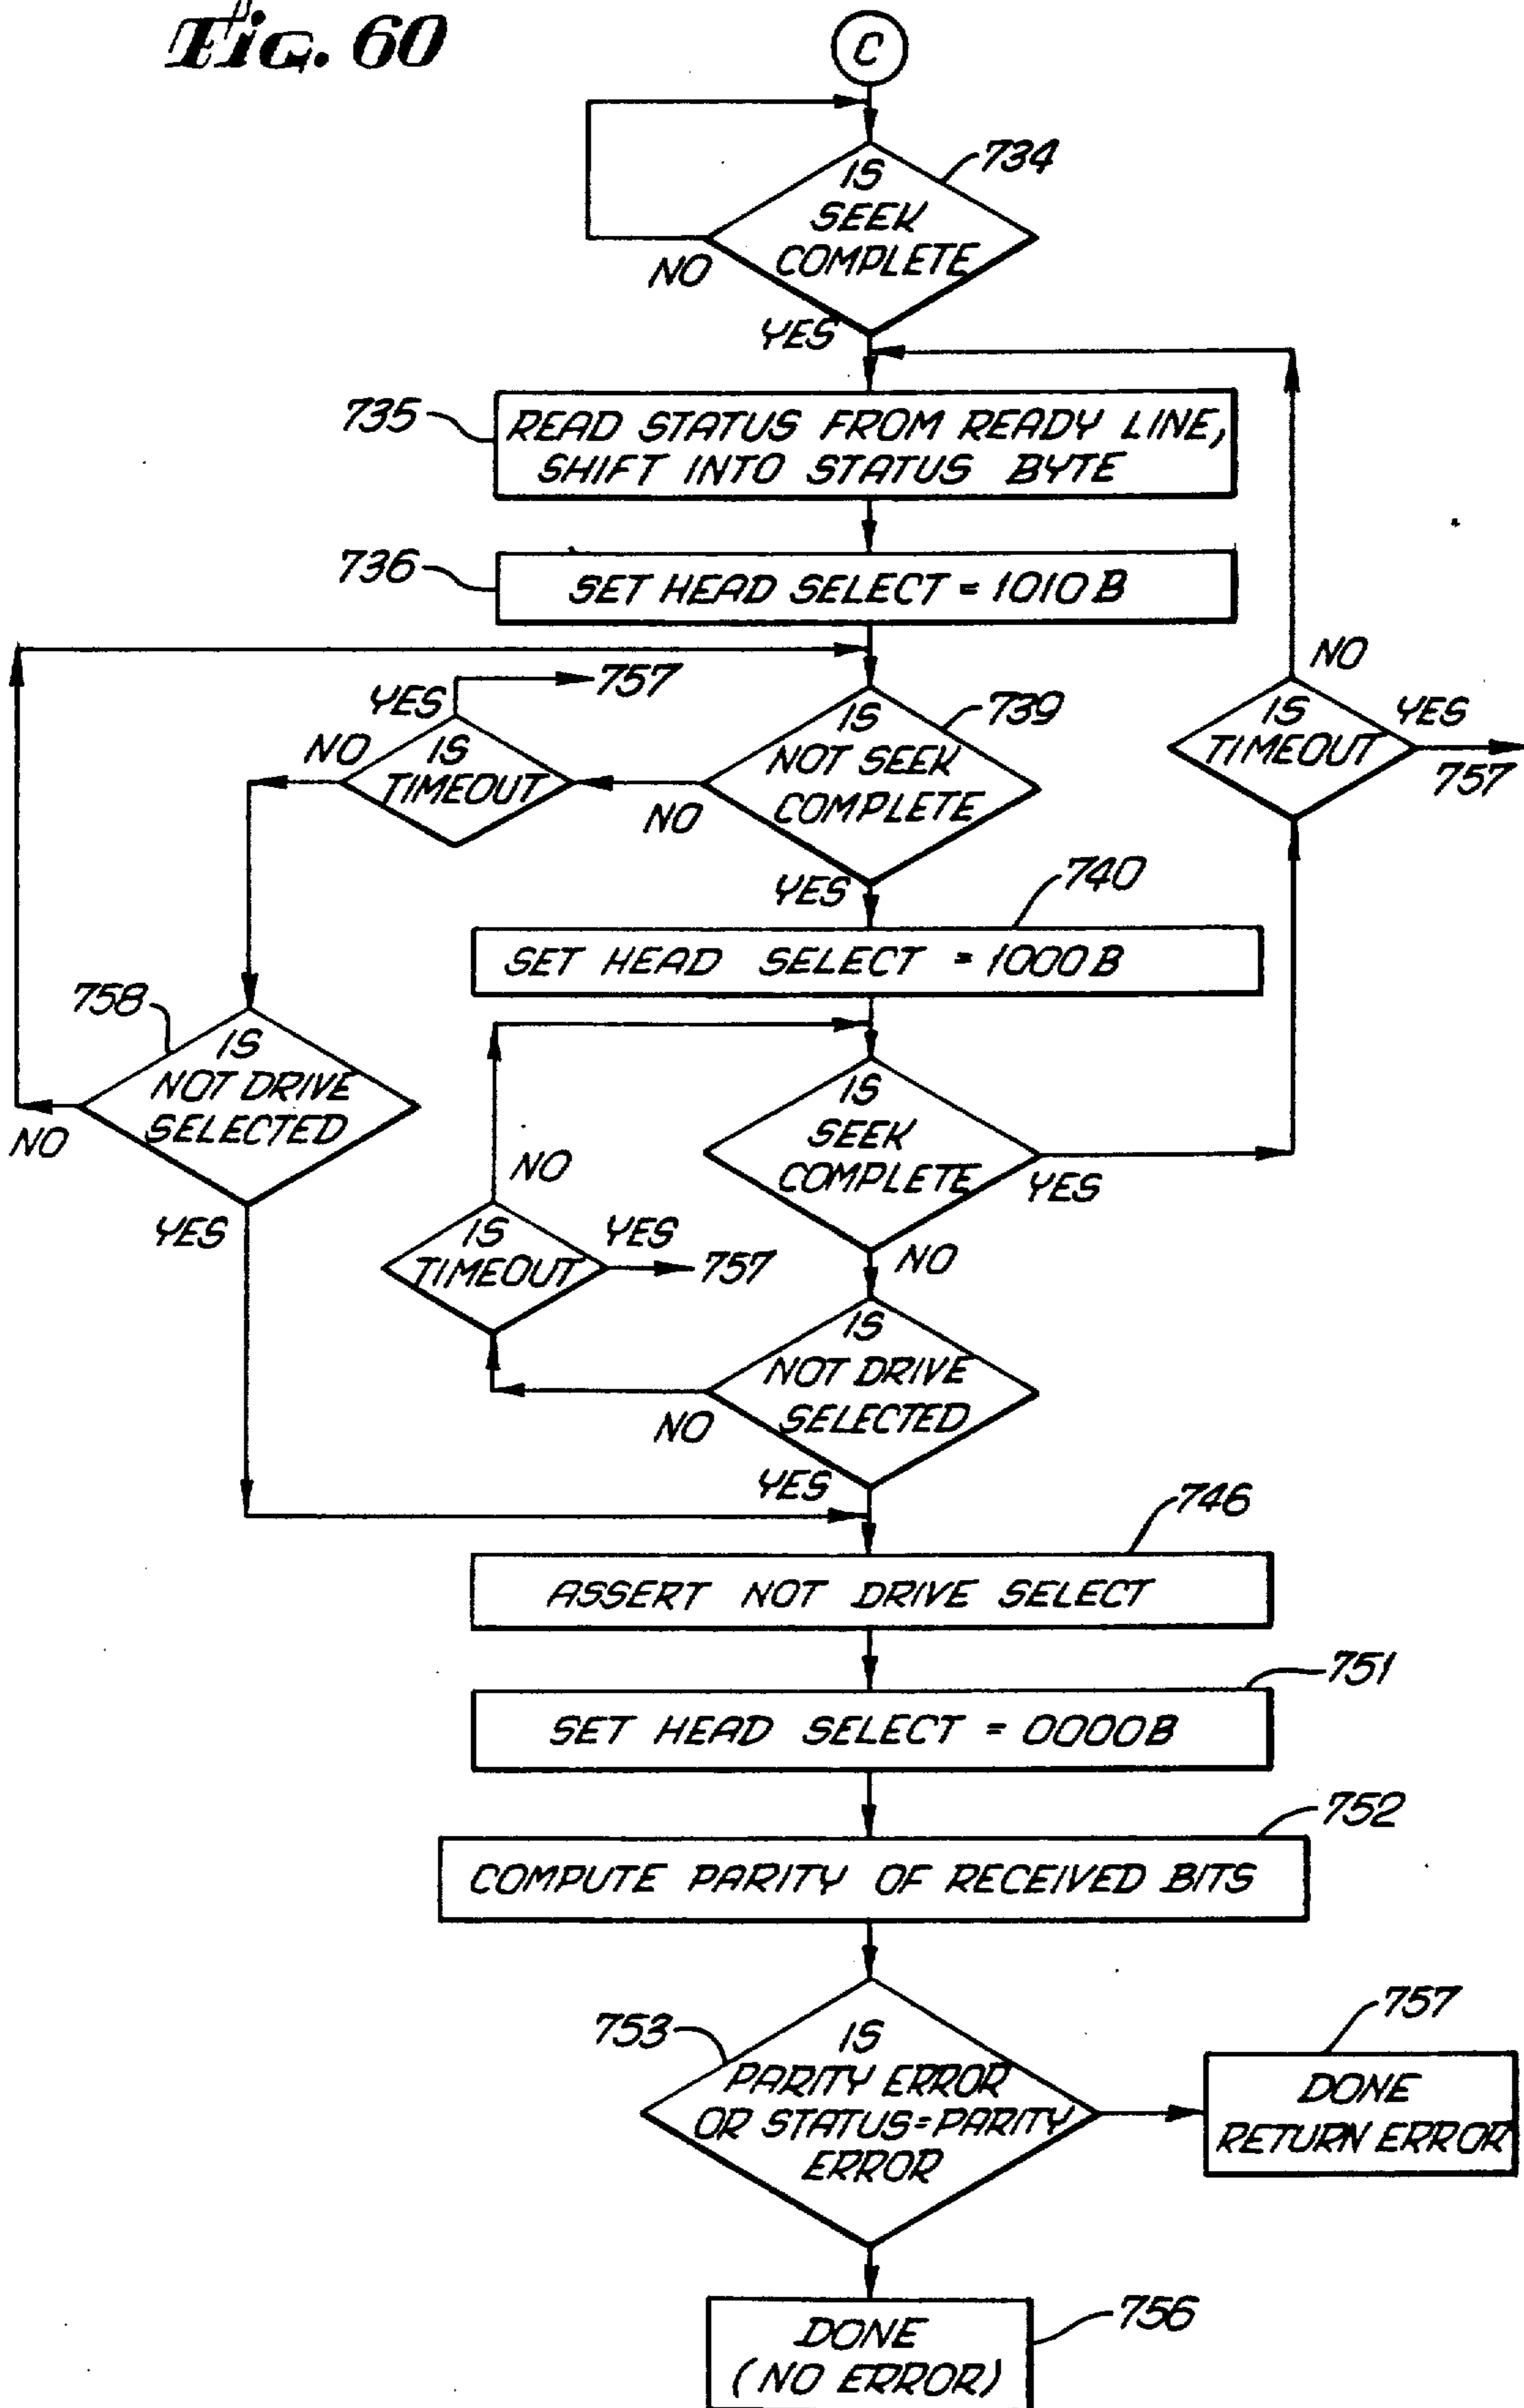 Fig. 60
C
IS
SEEK
COMPLETE
734
NO
YES
735
READ STATUS FROM READY LINE,
SHIFT INTO STATUS BYTE
736
SET HEAD SELECT = 1010B
NO
IS
TIMEOUT
YES
757
YES
757
NO
IS
TIMEOUT
IS
NOT SEEK
COMPLETE
739
NO
YES
740
SET HEAD SELECT = 1000B
758
IS
NOT DRIVE
SELECTED
NO
YES
IS
SEEK
COMPLETE
YES
NO
NO
IS
TIMEOUT
YES
757
IS
NOT DRIVE
SELECTED
NO
YES
746
ASSERT NOT DRIVE SELECT
751
SET HEAD SELECT = 0000B
752
COMPUTE PARITY OF RECEIVED BITS
753
IS
PARITY ERROR
OR STATUS=PARITY
ERROR
757
DONE
RETURN ERROR
756
DONE
(NO ERROR)